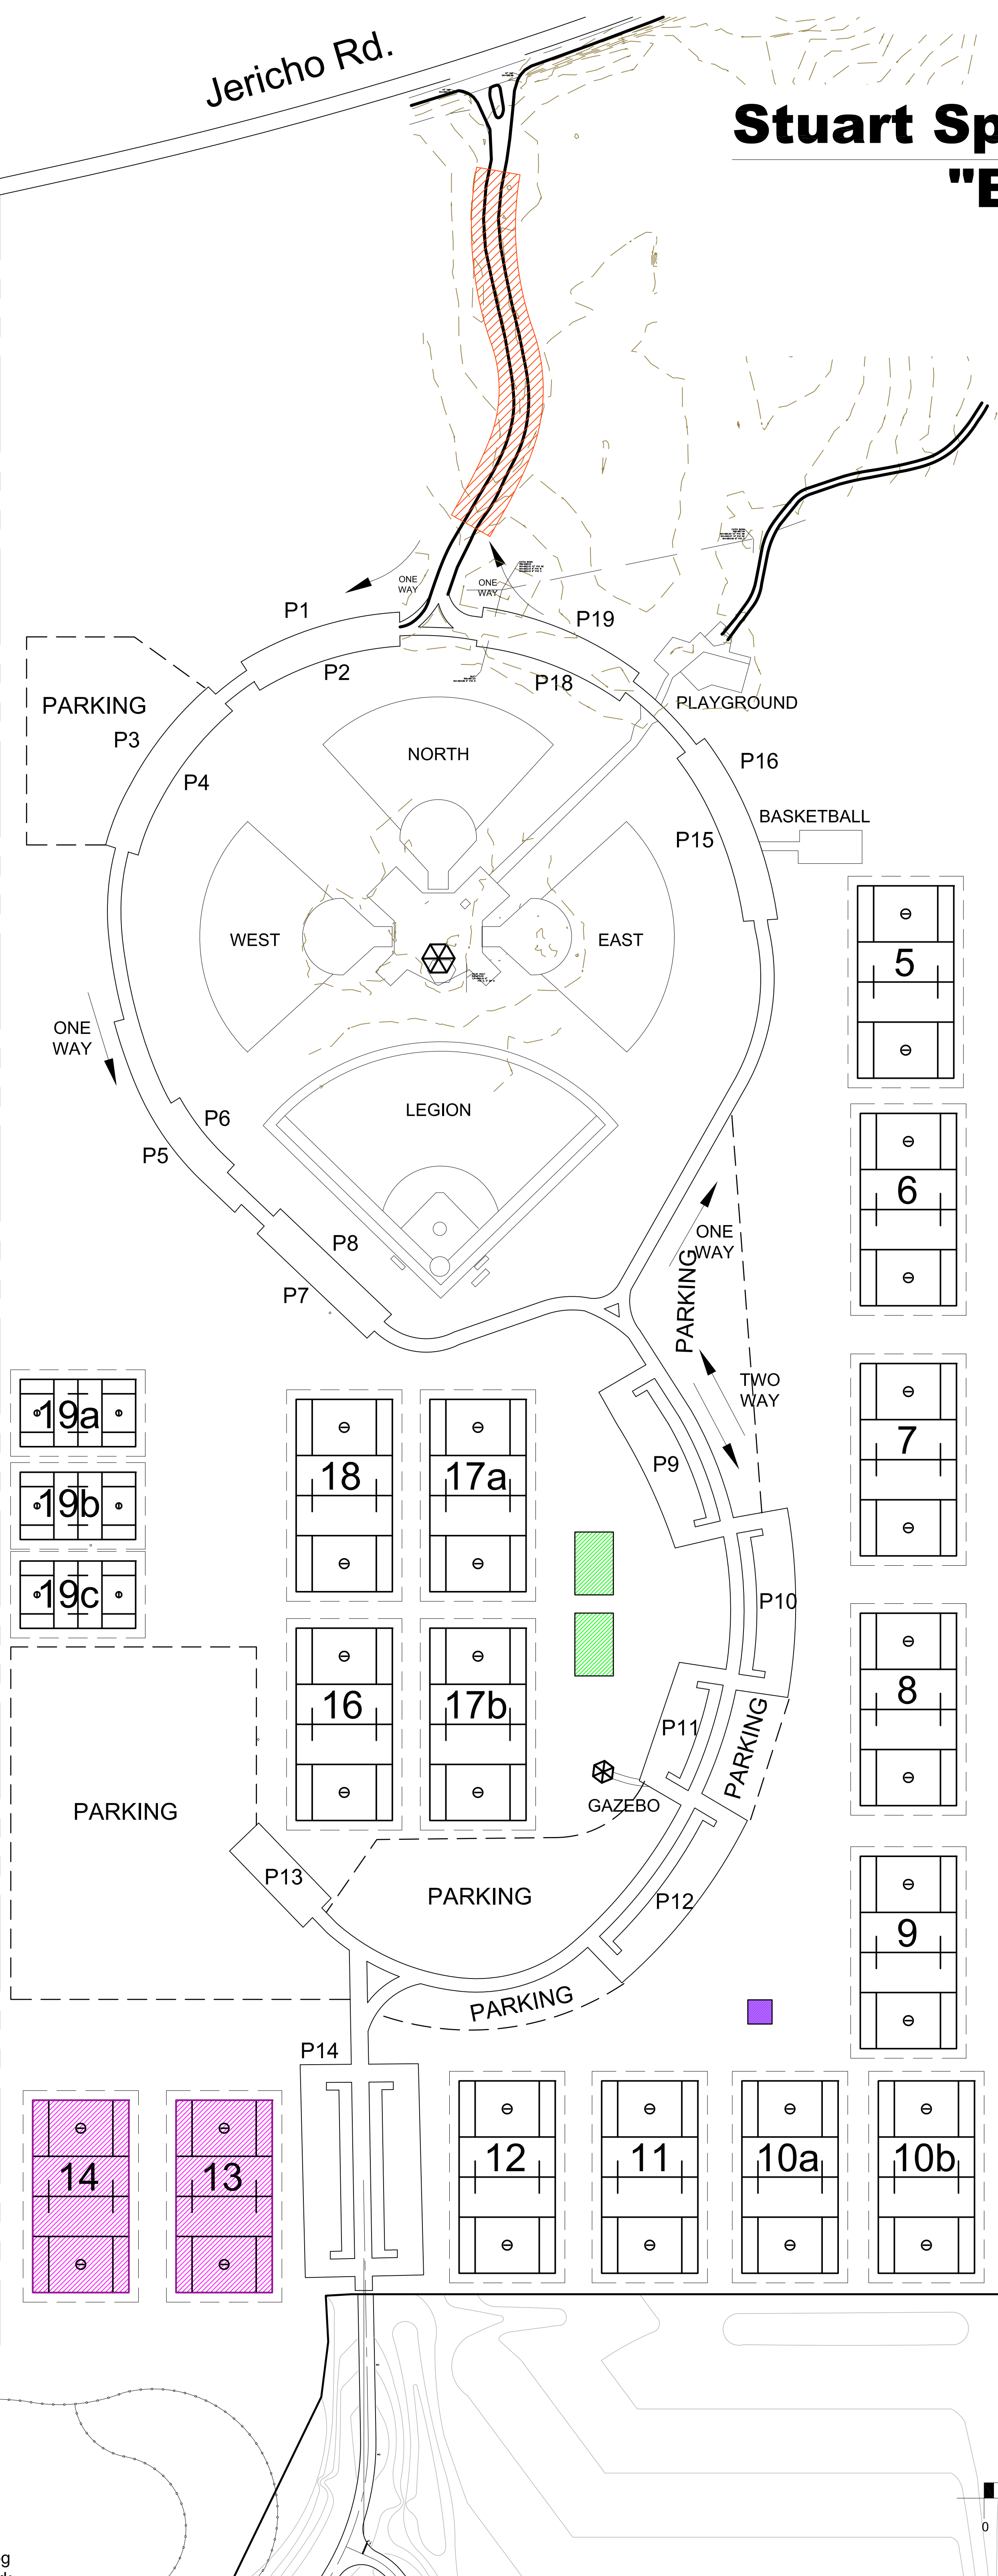 Jericho Rd.
Stuart Sp
"E
ONE
WAY
ONE
WAY
P1
P19
P2
P18
PARKING
PLAYGROUND
P3
P16
NORTH
P4
BASKETBALL
P15
WEST
EAST
5
ONE
WAY
LEGION
P6
P5
6
P8
ONE
WAY
P7
PARKING
TWO
WAY
19a
7
P9
18
17a
19b
19c
P10
8
16
17b
P11
PARKING
GAZEBO
PARKING
P13
PARKING
P12
9
PARKING
P14
14
13
12
11
10a
10b
0